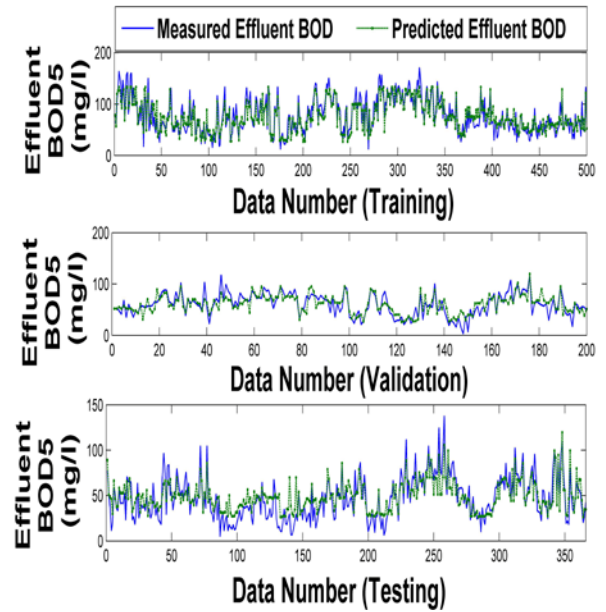 Measured Effluent BOD Predicted Effluent BOD
Effluent
BOD5
(mg/l)
200
100
0
0 50 100 150 200 250 300 350 400 450 500
Data Number (Training)
Effluent
BOD5
(mg/l)
200
100
0
0 20 40 60 80 100 120 140 160 180 200
Data Number (Validation)
Effluent
BOD5
(mg/l)
150
100
50
0
0 50 100 150 200 250 300 350
Data Number (Testing)